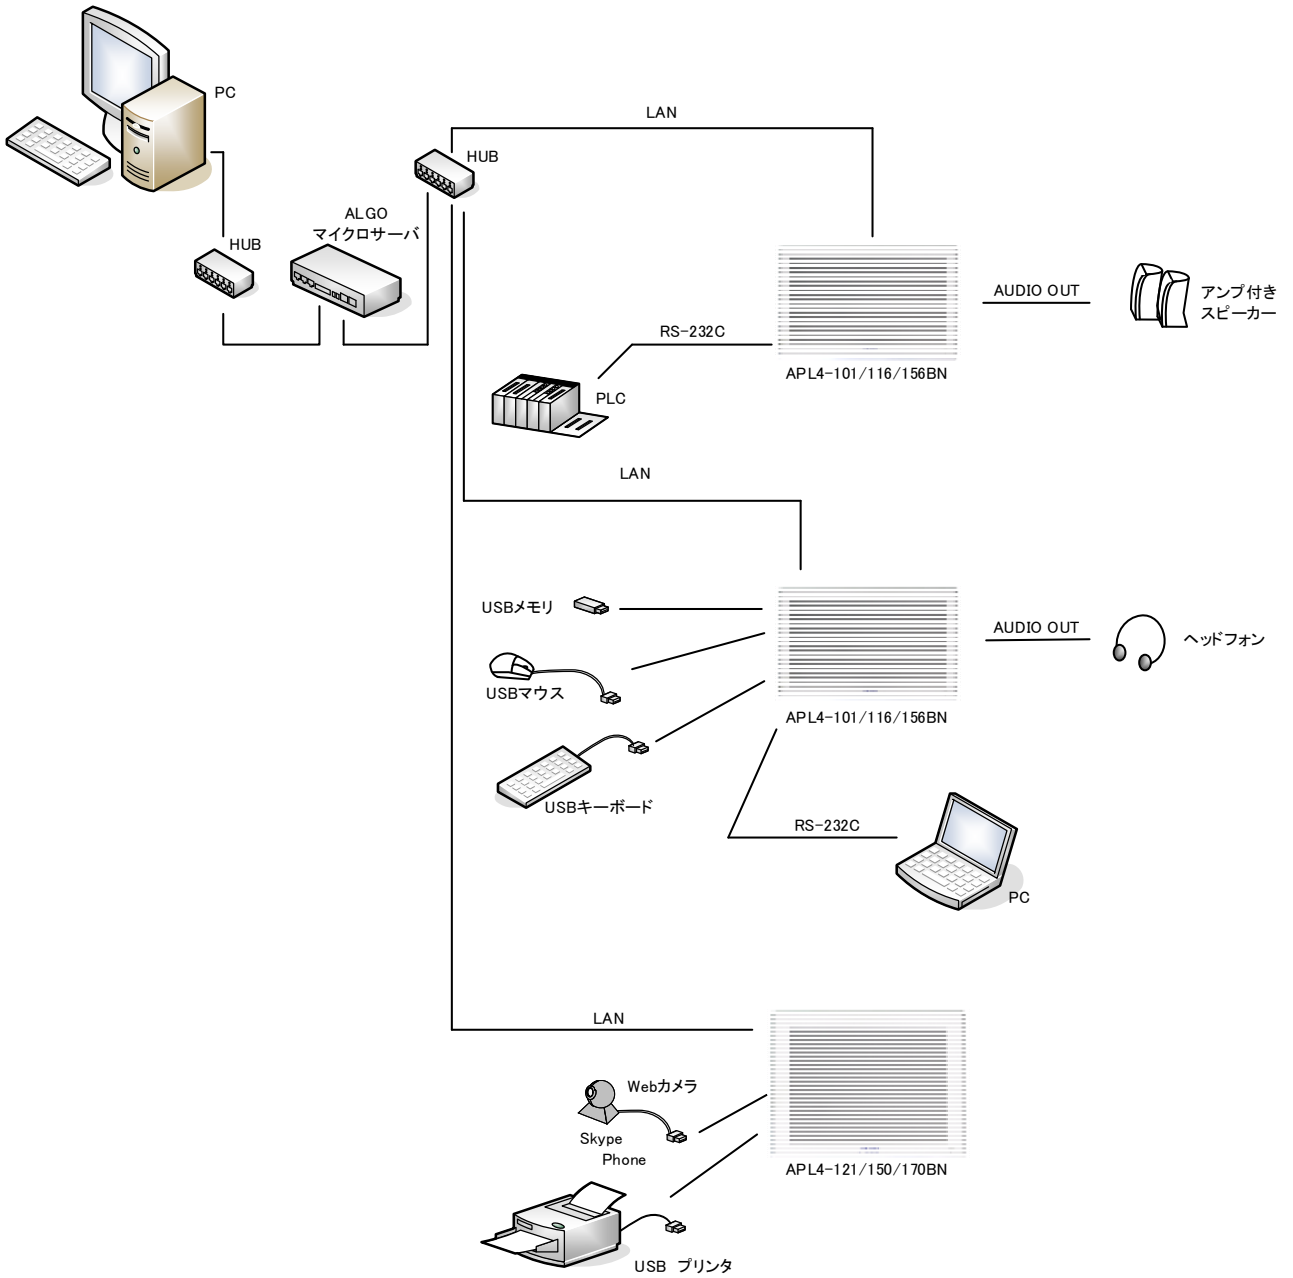 PC
LAN
HUB
ALGO
マイクロサーバ
HUB
AUDIO OUT
アンプ付き
スピーカー
RS-232C
APL4-101/116/156BN
PLC
LAN
USBメモリ
AUDIO OUT
ヘッドフォン
USBマウス
APL4-101/116/156BN
USBキーボード
RS-232C
PC
LAN
Webカメラ
Skype
Phone
APL4-121/150/170BN
USB プリンタ